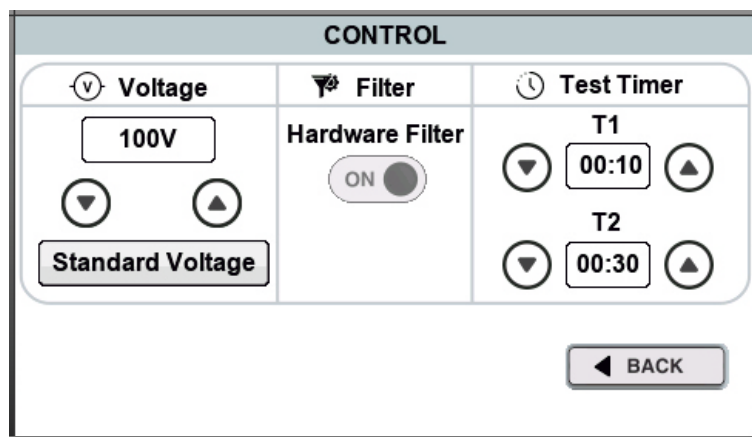 CONTROL
V Voltage
100V
Standard Voltage
Filter
Hardware Filter
ON
Test Timer
T1
00:10
T2
00:30
BACK